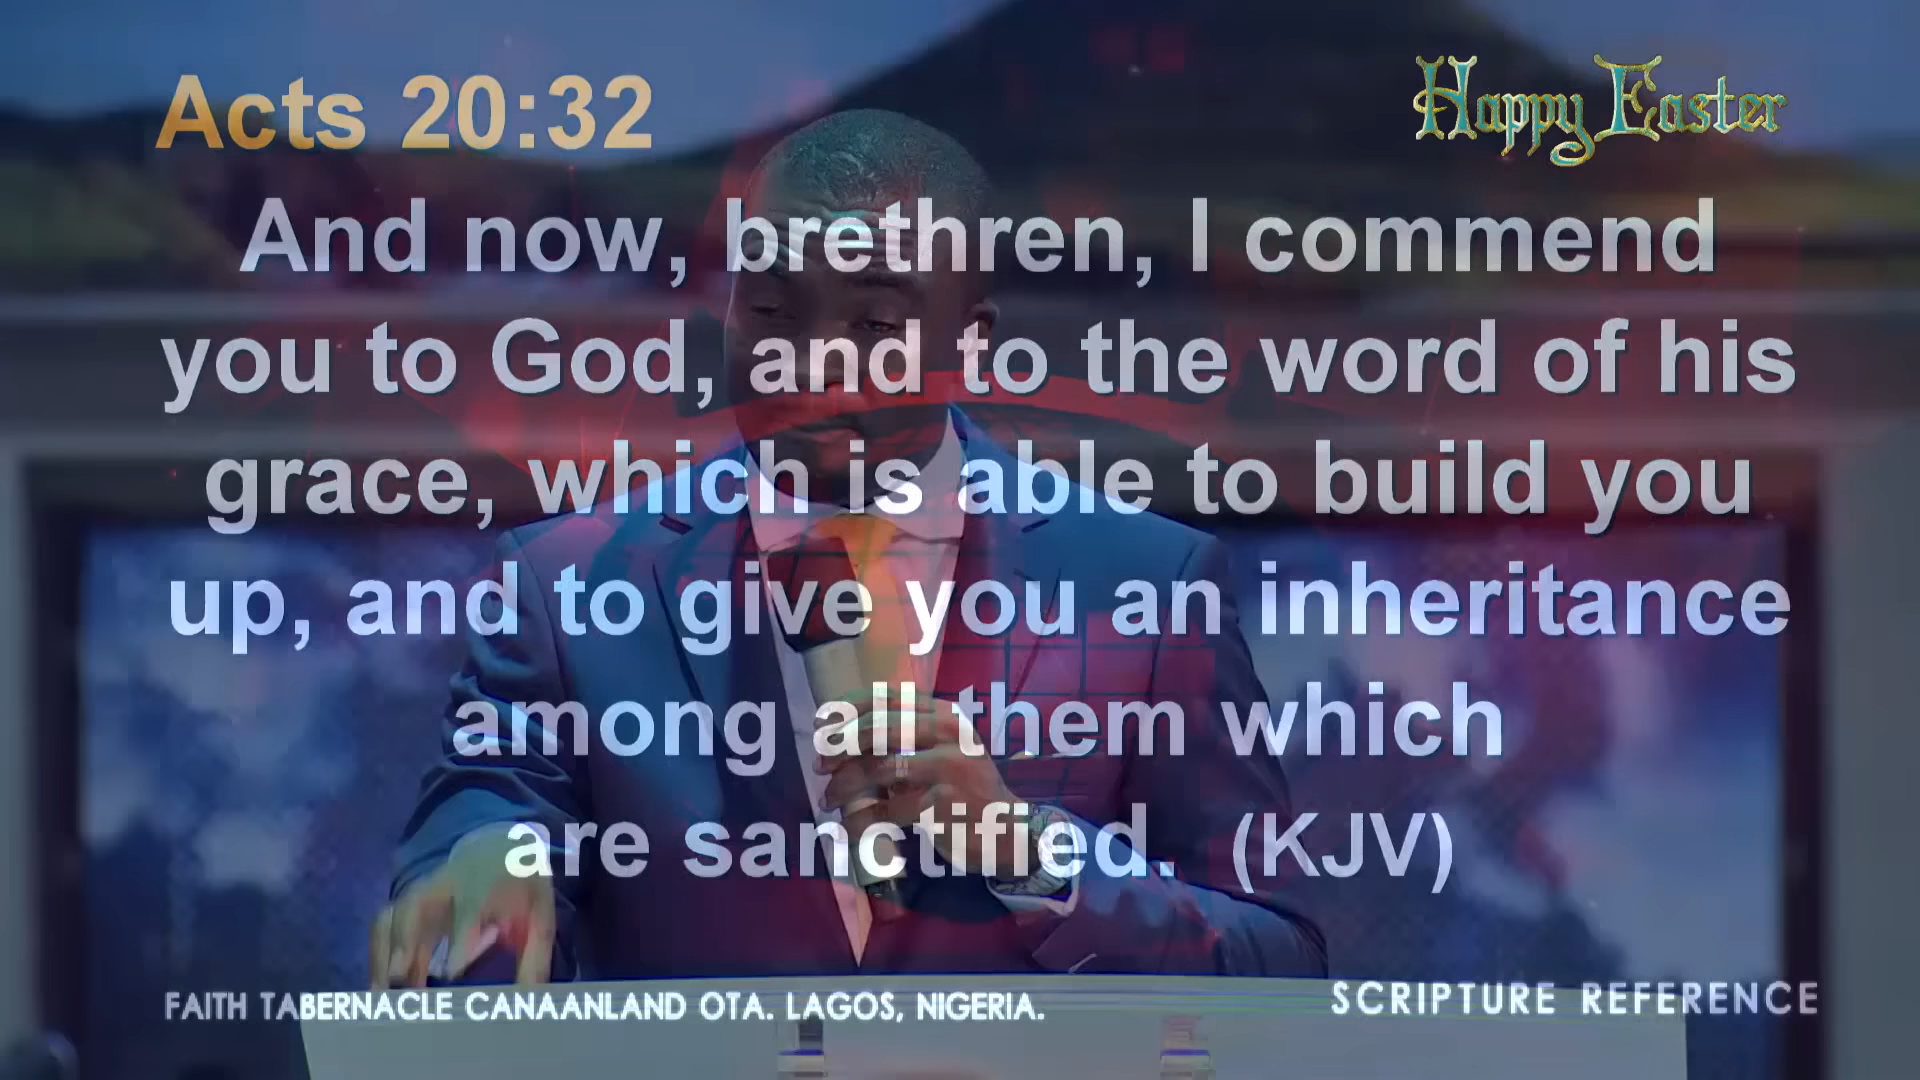 Acts 20:32
Happy Easter
And now, brethren, I commend
you to God, and to the word of his
grace, which is able to build you
up, and to give you an inheritance
among all them which
are sanctified. (KJV)
FAITH TABERNACLE CANAANLAND OTA. LAGOS, NIGERIA.
SCRIPTURE REFERENCE